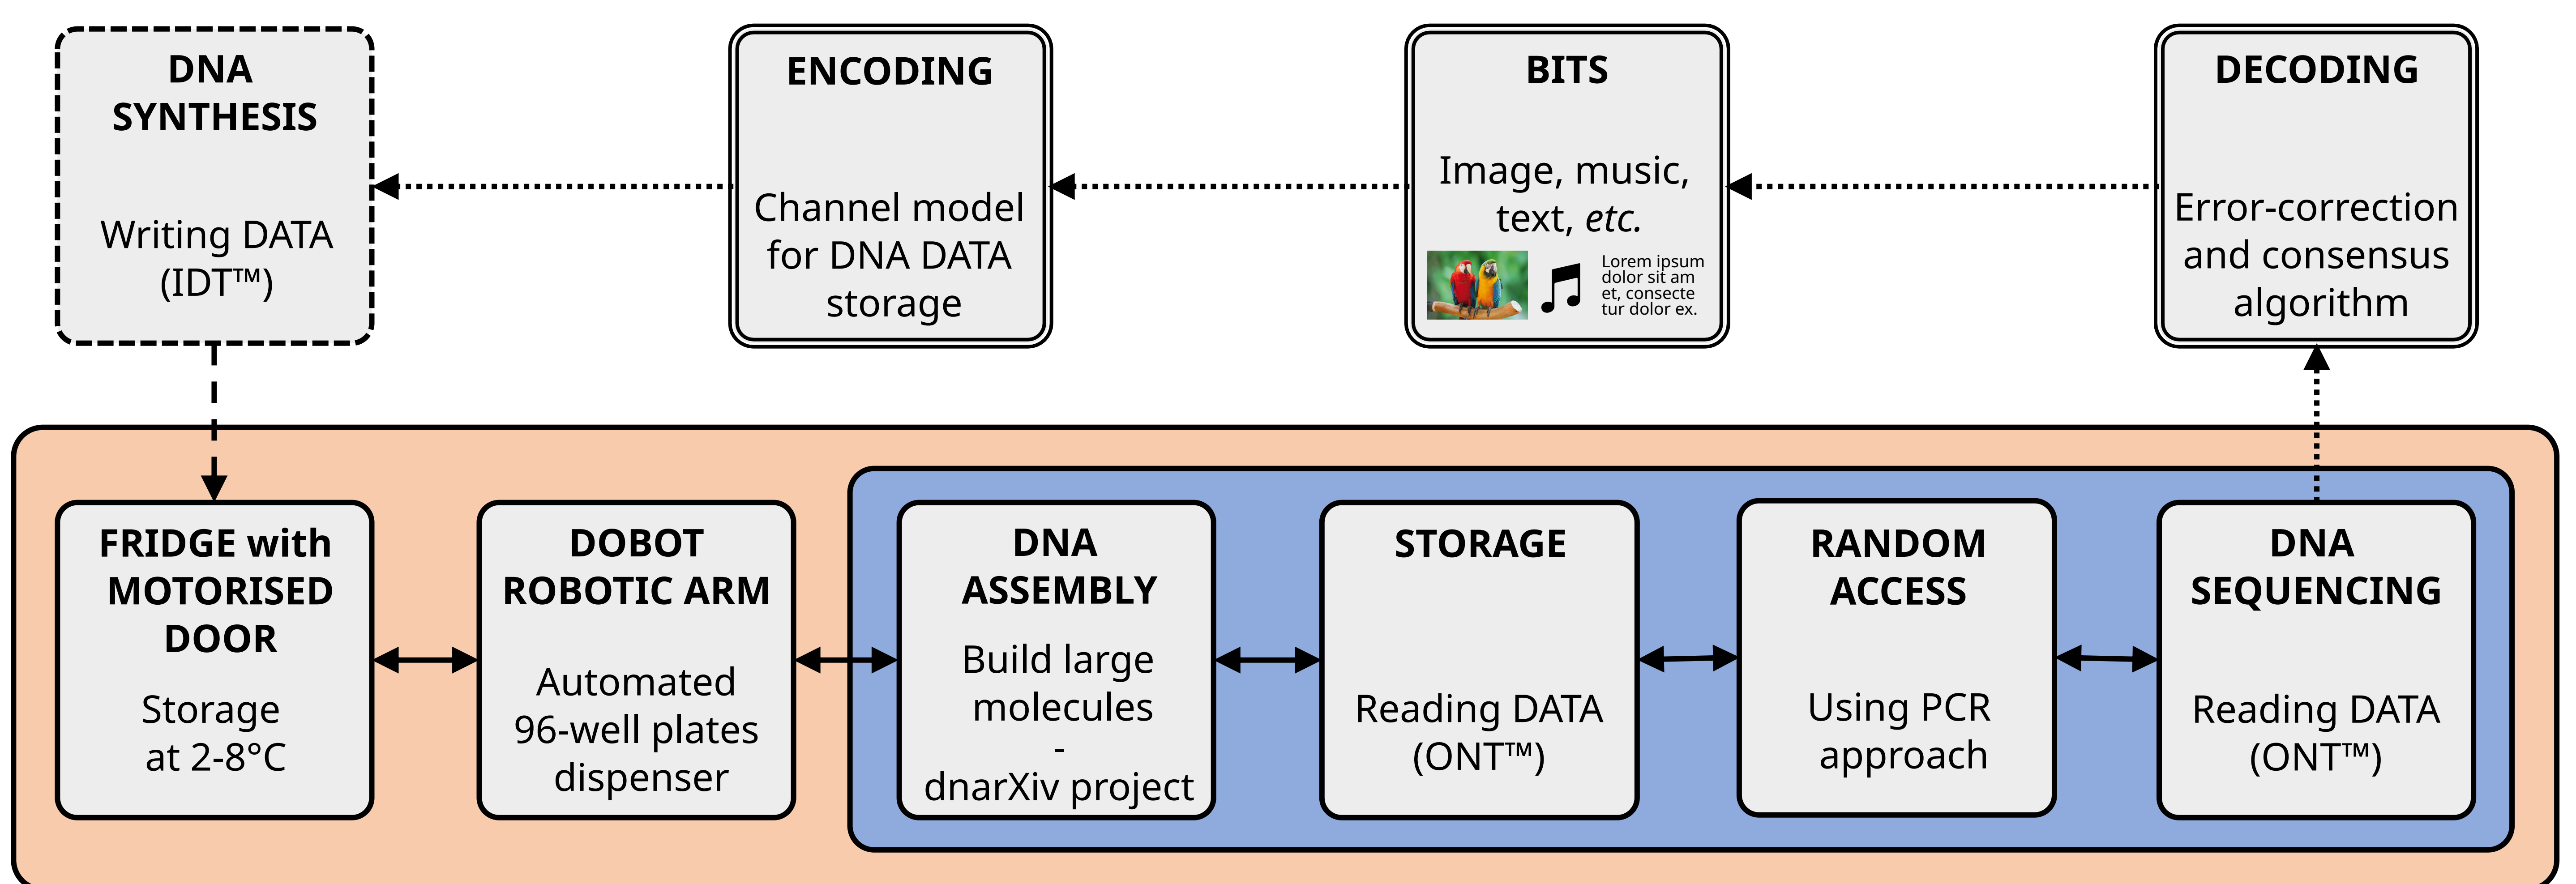 DNA
SYNTHESIS
Writing DATA
(IDT™)
ENCODING
Channel model
for DNA DATA
storage
BITS
Image, music,
text, etc.
Lorem ipsum
dolor sit am
et, consecte
tur dolor ex.
DECODING
Error-correction
and consensus
algorithm
FRIDGE with
MOTORISED
DOOR
Storage
at 2-8°C
DOBOT
ROBOTIC ARM
Automated
96-well plates
dispenser
DNA
ASSEMBLY
Build large
molecules
-
dnarXiv project
STORAGE
Reading DATA
(ONT™)
RANDOM
ACCESS
Using PCR
approach
DNA
SEQUENCING
Reading DATA
(ONT™)